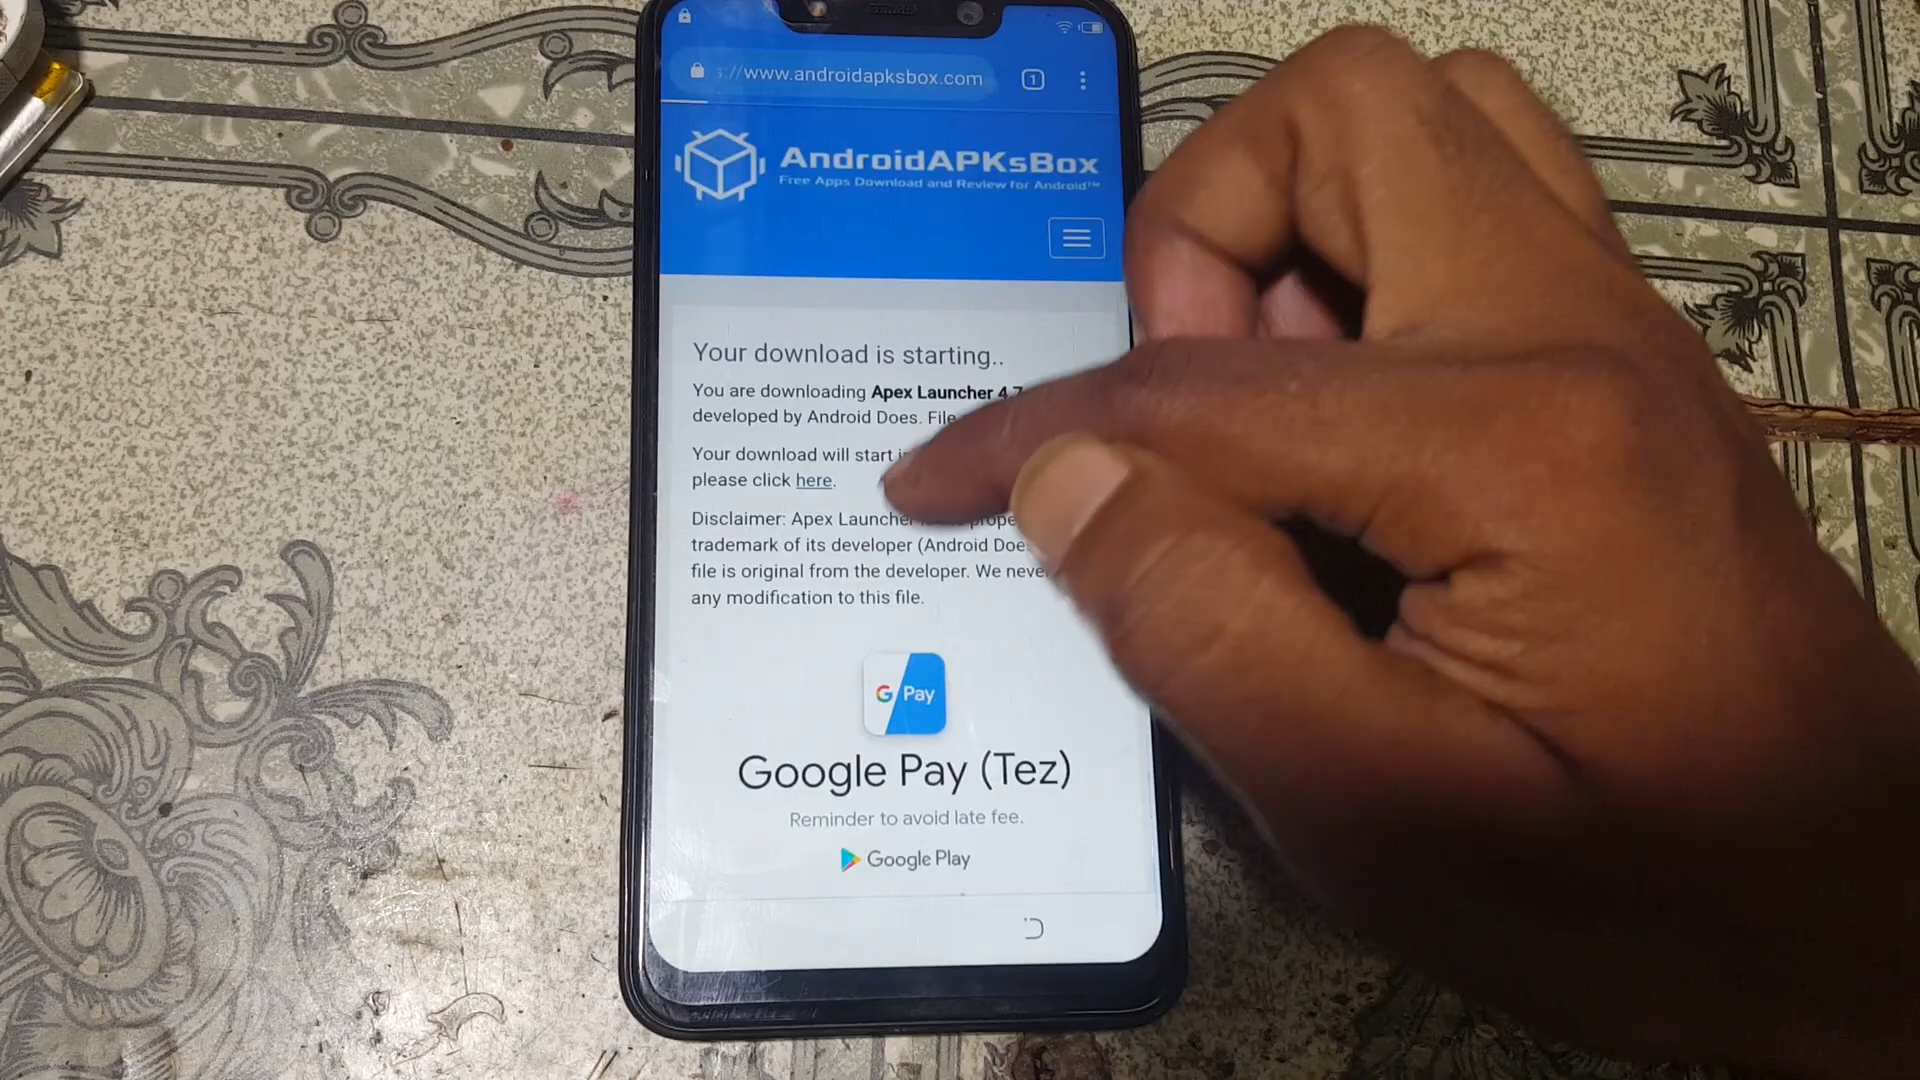 ://www.androidapksbox.com
1
AndroidAPKsBox
Free Apps Download and Review for Android™
Your download is starting..
You are downloading Apex Launcher 4.7
developed by Android Does. File
Your download will start
please click here.
Disclaimer: Apex Launcher
trademark of its developer (Android Does
file is original from the developer. We never
any modification to this file.
G Pay
Google Pay (Tez)
Reminder to avoid late fee.
Google Play